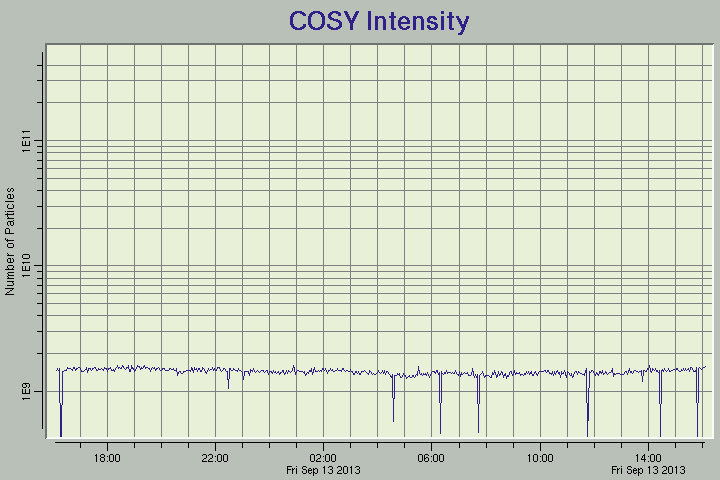 COSY Intensity
1E11
1E10
1E9
Number of Particles
18:00 22:00 02:00 06:00 10:00 14:00
Fri Sep 13 2013 Fri Sep 13 2013